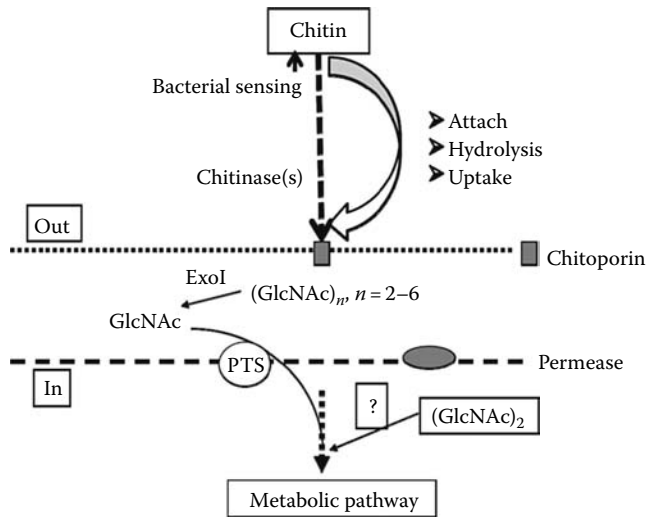 Chitin
Bacterial sensing
Attach
Hydrolysis
Uptake
Chitinase(s)
Out
Chitoporin
ExoI
(GlcNAc)n, n = 2–6
GlcNAc
PTS
Permease
In
?
(GlcNAc)2
Metabolic pathway